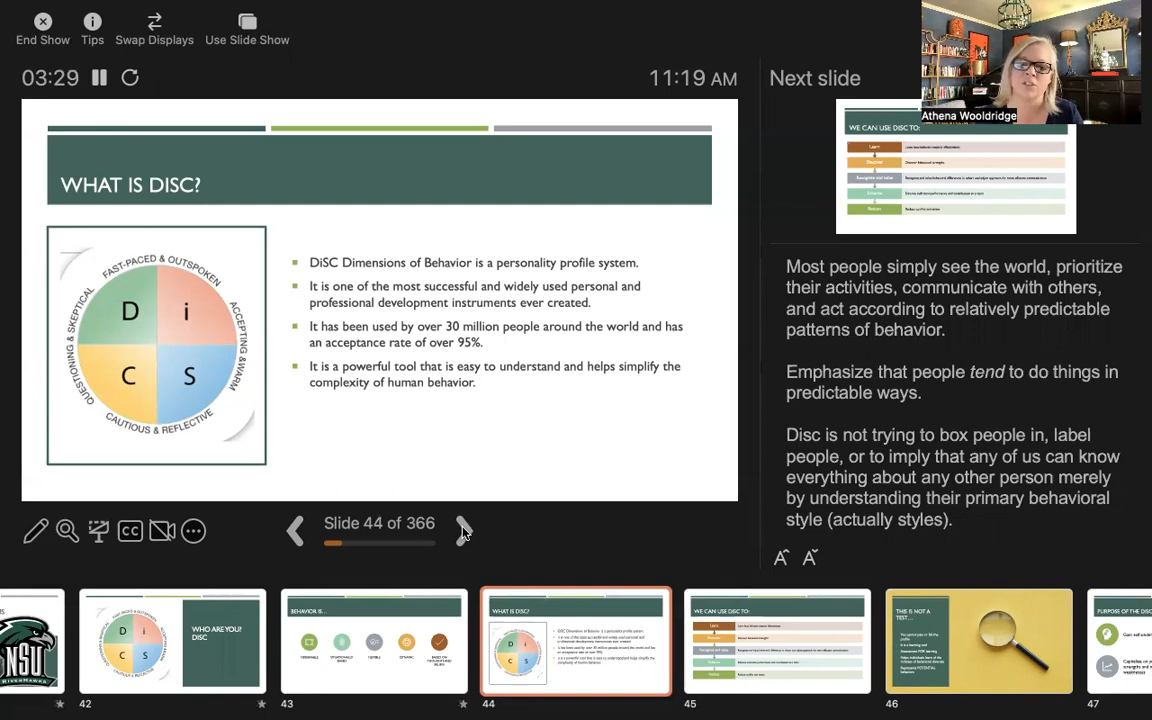 End Show
Tips
Swap Displays
Use Slide Show
03:29
11:19 AM
Next slide
Athena Wooldridge
WHAT IS DISC?
FAST-PACED & OUTSPOKEN
ACCEPTING & WARM
CAUTIOUS & REFLECTIVE
QUESTIONING & SKEPTICAL
D
i
C
S
DiSC Dimensions of Behavior is a personality profile system.
It is one of the most successful and widely used personal and
professional development instruments ever created.
It has been used by over 30 million people around the world and has
an acceptance rate of over 95%.
It is a powerful tool that is easy to understand and helps simplify the
complexity of human behavior.
WE CAN USE DISC TO:
Learn
Discover
Recognize and value
Enhance
Reduce
Most people simply see the world, prioritize
their activities, communicate with others,
and act according to relatively predictable
patterns of behavior.
Emphasize that people tend to do things in
predictable ways.
Disc is not trying to box people in, label
people, or to imply that any of us can know
everything about any other person merely
by understanding their primary behavioral
style (actually styles).
CC
Slide 44 of 366
A
A
NSU
WHO ARE YOU?
DISC
D
i
C
S
BEHAVIOR IS…
WHAT IS DISC?
D
i
C
S
WE CAN USE DISC TO:
THIS IS NOT A
TEST…
PURPOSE OF THE DISC
42
43
44
45
46
47